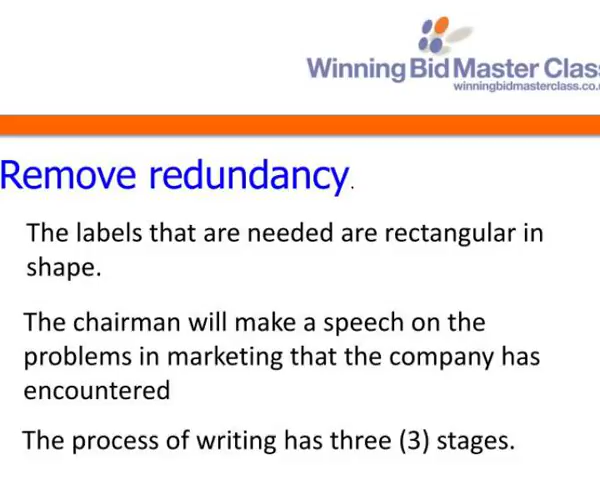 Winning Bid Master Clas
winningbidmasterclass.co.
Remove redundancy.
The labels that are needed are rectangular in
shape.
The chairman will make a speech on the
problems in marketing that the company has
encountered
The process of writing has three (3) stages.